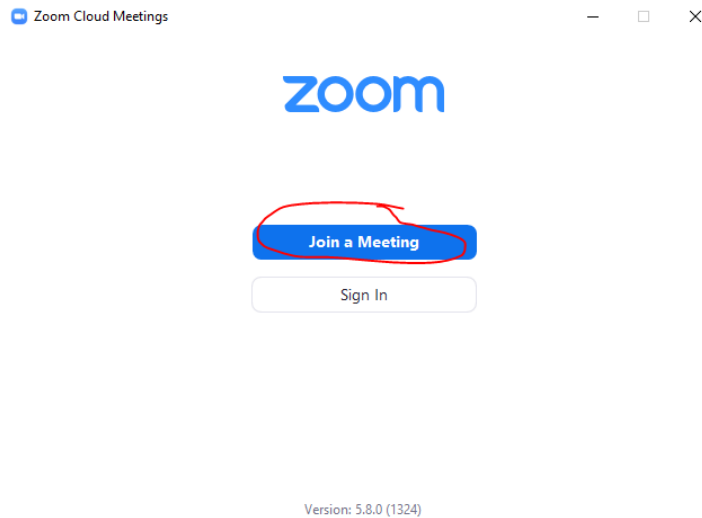 Zoom Cloud Meetings
zoom
Join a Meeting
Sign In
Version: 5.8.0 (1324)